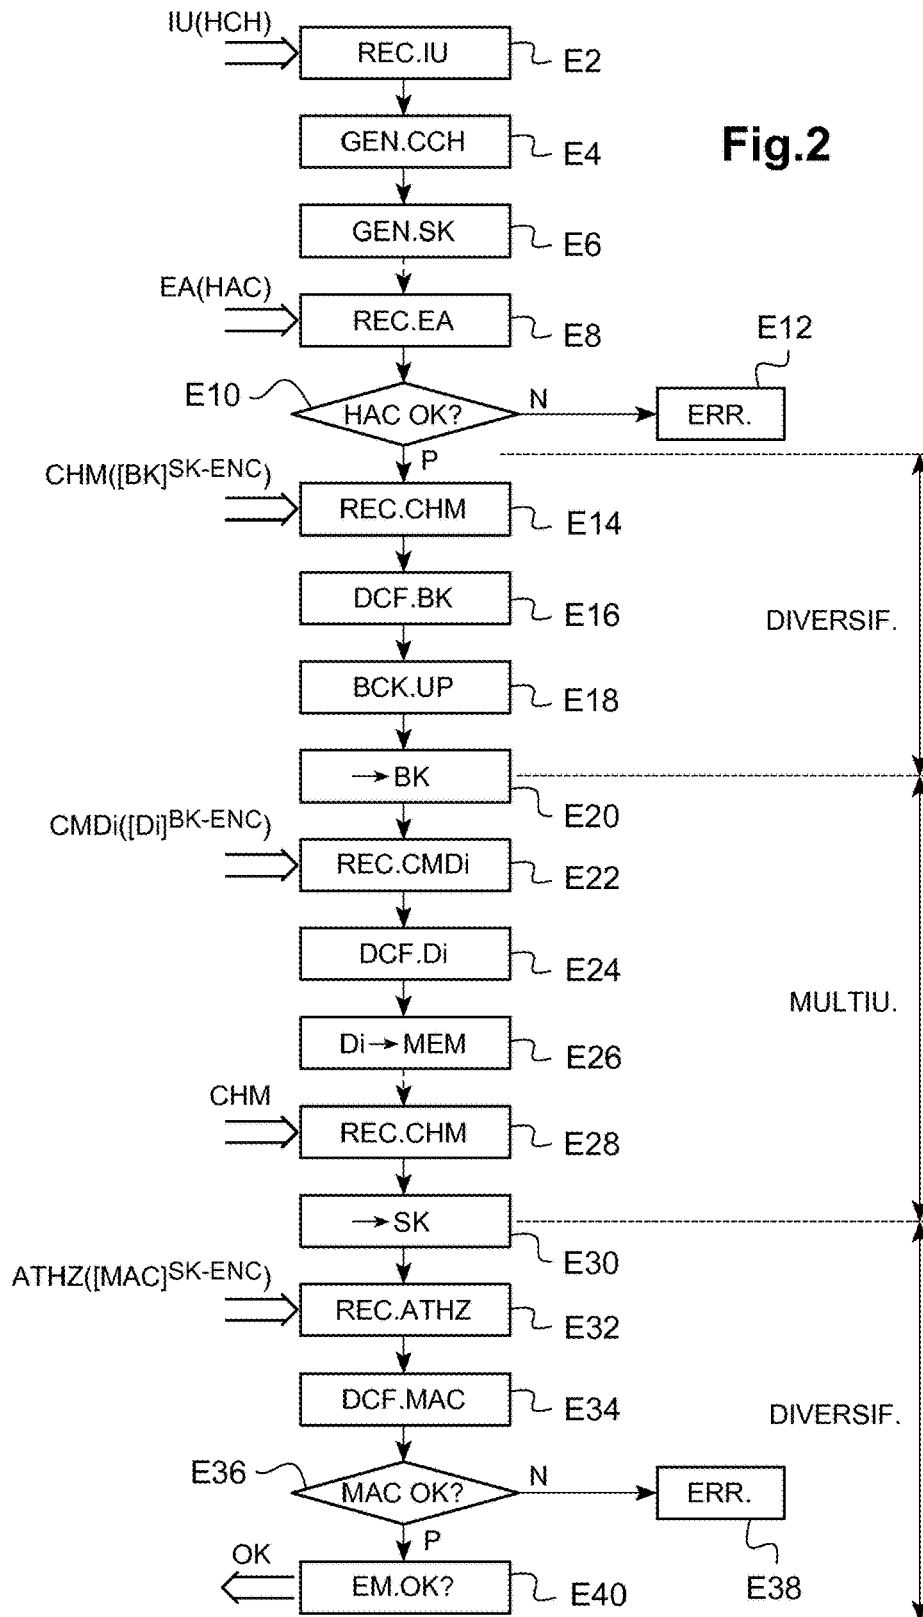 IU(HCH)
REC.IU
E2
Fig.2
GEN.CCH
E4
GEN.SK
E6
EA(HAC)
REC.EA
E8
E12
E10
HAC OK?
N
ERR.
P
CHM([BK]SK-ENC)
REC.CHM
E14
DCF.BK
E16
DIVERSIF.
BCK.UP
E18
→ BK
E20
CMDi([Di]BK-ENC)
REC.CMDi
E22
DCF.Di
E24
MULTIU.
Di → MEM
E26
CHM
REC.CHM
E28
→ SK
E30
ATHZ([MAC]SK-ENC)
REC.ATHZ
E32
DCF.MAC
E34
DIVERSIF.
E36
MAC OK?
N
ERR.
P
OK
EM.OK?
E40
E38